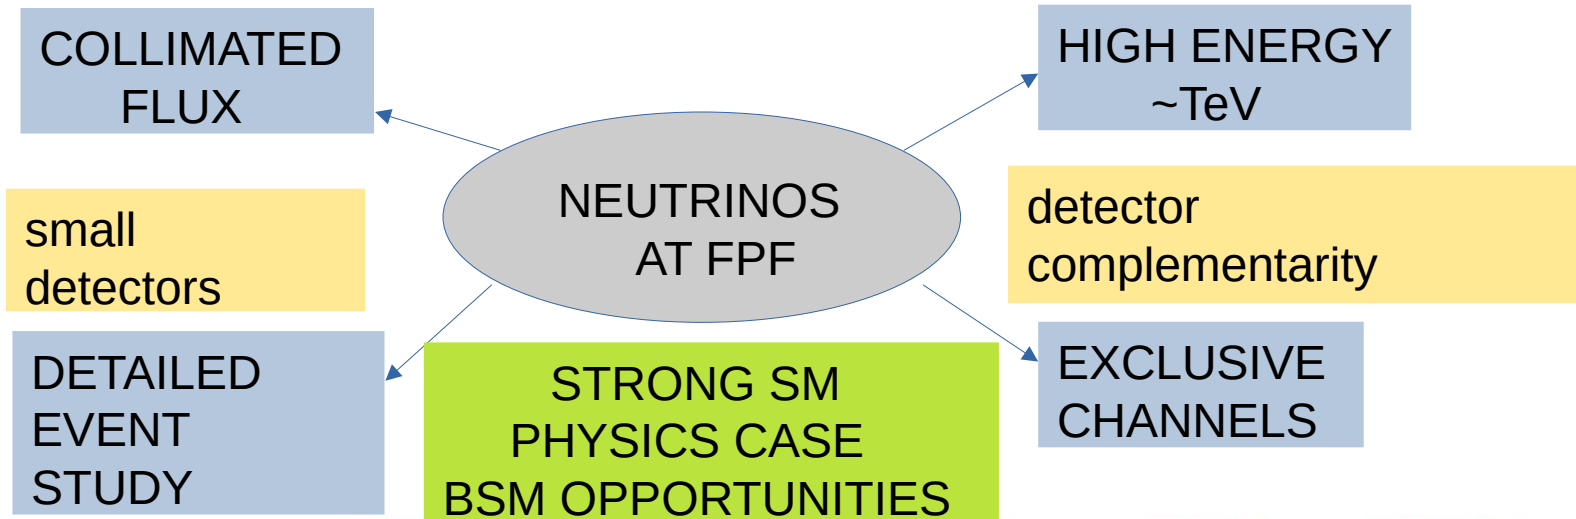 COLLIMATED
FLUX
HIGH ENERGY
~TeV
NEUTRINOS
AT FPF
small
detectors
detector
complementarity
DETAILED
EVENT
STUDY
STRONG SM
PHYSICS CASE
BSM OPPORTUNITIES
EXCLUSIVE
CHANNELS